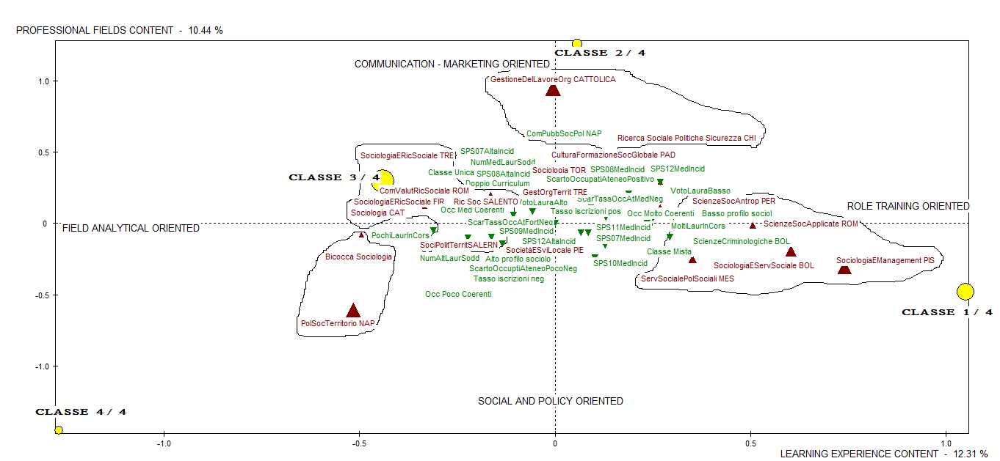 PROFESSIONAL FIELDS CONTENT - 10.44 %
CLASSE 2 / 4
COMMUNICATION - MARKETING ORIENTED
1.0
GestioneDelLavoreOrg CATTOLICA
ComPubbSocPol NAP
Ricerca Sociale Politiche Sicurezza CHI
0.5
SociologiaERicSociale TRE
SPS07AltaIncid
CulturaFormazioneSocGlobale PAD
NumMedLaurSodd
Classe Unica
SPS08AltaIncid
Sociologia TOR
SPS08MedIncid
SPS12MedIncid
CLASSE 3 / 4
ScartoOccupatiAteneoPositivo
Doppio Curriculum
ComValutRicSociale ROM
GestOrgTerrit TRE
VotoLauraBasso
SociologiaERicSociale FIR
Ric Soc SALENTO
VotoLauraAlto
ScarTassOccAtMedNeg
ScienzeSocAntrop PER
ROLE TRAINING ORIENTED
Sociologia CAT
Occ Med Coerenti
Tasso Iscrizioni pos
Occ Molto Coerenti
Basso profilo sociol
0
FIELD ANALYTICAL ORIENTED
ScarTassOccAtFortNeg
SPS11MedIncid
MoltiLaurInCors
ScienzeSocApplicate ROM
PochiLaurInCors
SPS09MedIncid
SPS12AltaIncid
SPS07MedIncid
ScienzeCriminologiche BOL
SociPolitTerritSALERN
SocietàESviLocale PIE
Classe Mista
Bicocca Sociologia
NumAltLaurSodd
Alto profilo sociolo
SPS10MedIncid
SociologiaEServSociale BOL
SociologiaEManagement PIS
ScartoOccuptiAteneoPocoNeg
Tasso iscrizioni neg
ServSocialePolSociali MES
-0.5
Occ Poco Coerenti
CLASSE 1 / 4
PolSocTerritorio NAP
-1.0
SOCIAL AND POLICY ORIENTED
CLASSE 4 / 4
-1.0
-0.5
0
0.5
1.0
LEARNING EXPERIENCE CONTENT - 12.31 %